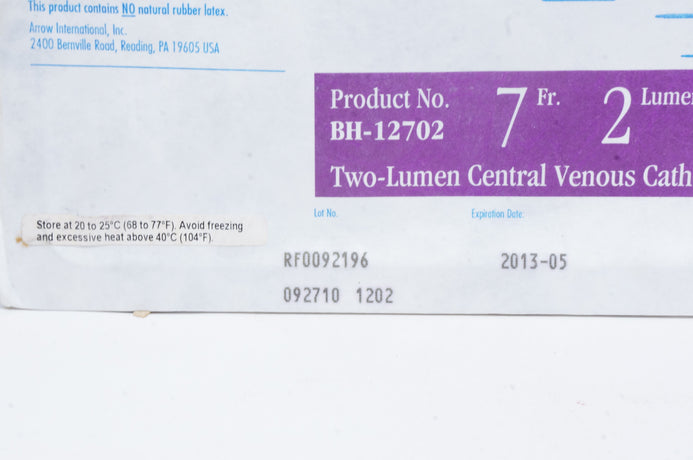 This product contains NO natural rubber latex.
Arrow International, Inc.
2400 Bernville Road, Reading, PA 19605 USA
Product No.
BH-12702
7 Fr.
2
Two-Lumen Central Venous
Lot No.
Expiration Date:
Store at 20 to 25°C (68 to 77°F). Avoid freezing
and excessive heat above 40°C (104°F).
RF0092196
2013-05
092710 1202